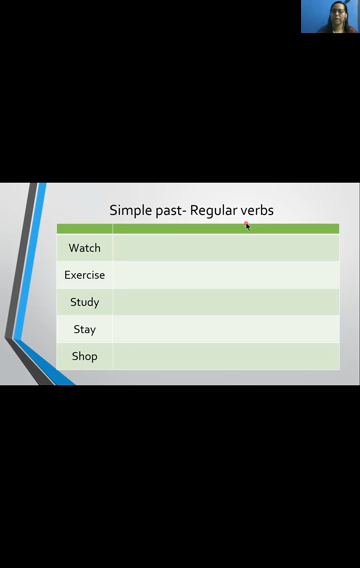 Simple past- Regular verbs
Watch
Exercise
Study
Stay
Shop